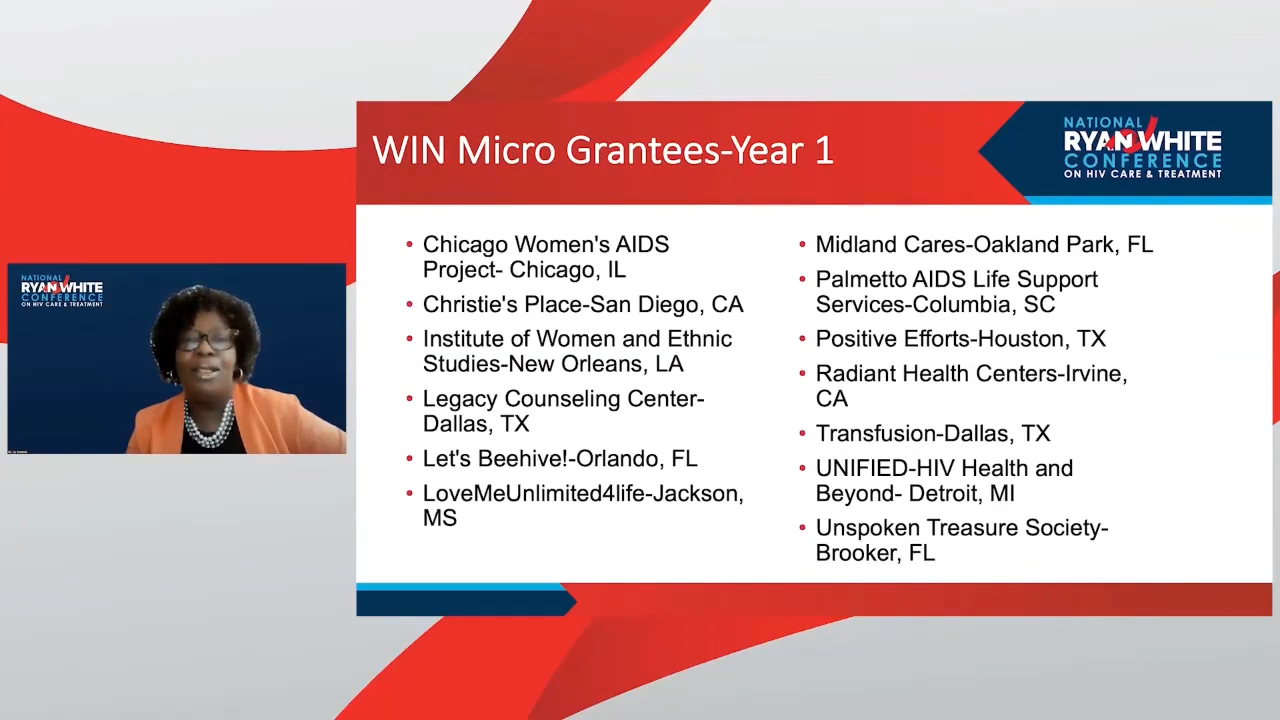 NATIONAL
RYAN WHITE
CONFERENCE
ON HIV CARE & TREATMENT
WIN Micro Grantees-Year 1
NATIONAL
RYAN WHITE
CONFERENCE
ON HIV CARE & TREATMENT
• Chicago Women's AIDS
Project- Chicago, IL
• Christie's Place-San Diego, CA
• Institute of Women and Ethnic
Studies-New Orleans, LA
• Legacy Counseling Center-
Dallas, TX
• Let's Beehive!-Orlando, FL
• LoveMeUnlimited4life-Jackson,
MS
• Midland Cares-Oakland Park, FL
• Palmetto AIDS Life Support
Services-Columbia, SC
• Positive Efforts-Houston, TX
• Radiant Health Centers-Irvine,
CA
• Transfusion-Dallas, TX
• UNIFIED-HIV Health and
Beyond- Detroit, MI
• Unspoken Treasure Society-
Brooker, FL